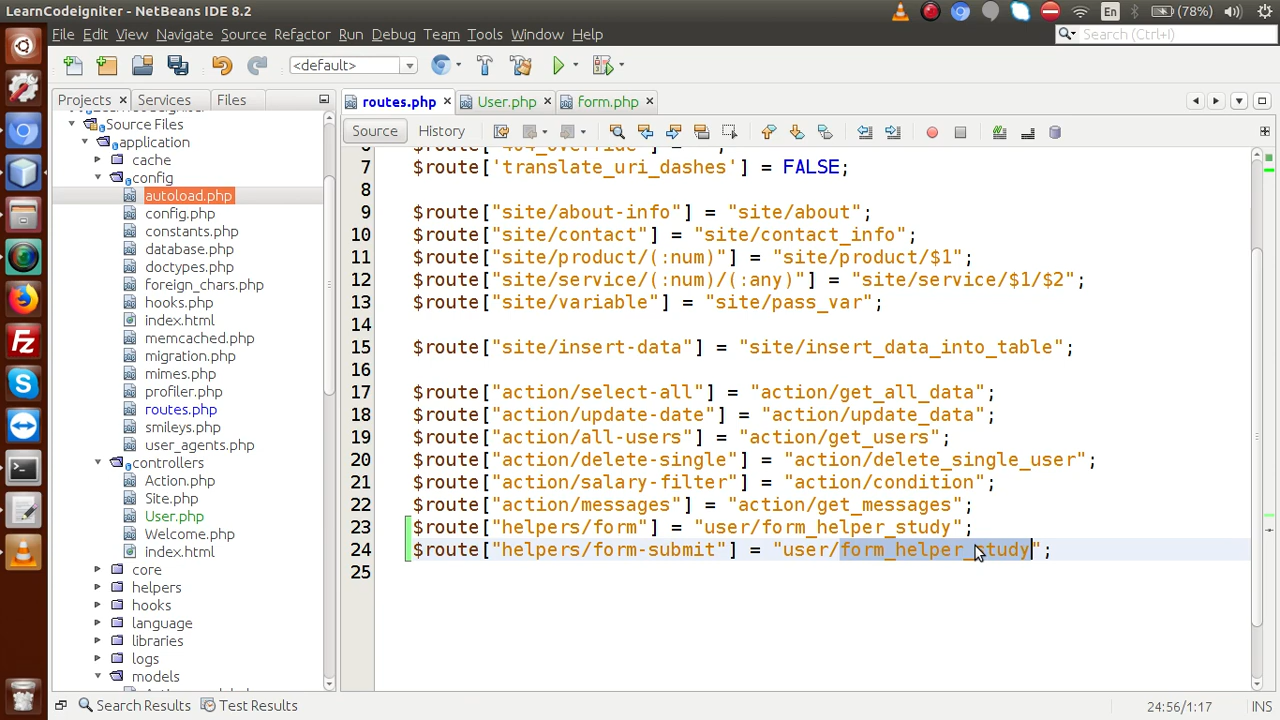 LearnCodeigniter - NetBeans IDE 8.2
En
(78%)
File Edit View Navigate Source Refactor Run Debug Team Tools Window Help
Search (Ctrl+I)
<default>
Projects Services Files
routes.php User.php form.php
Source History
Source Files
application
cache
config
autoload.php
config.php
constants.php
database.php
doctypes.php
foreign_chars.php
hooks.php
index.html
memcached.php
migration.php
mimes.php
profiler.php
routes.php
smileys.php
user_agents.php
controllers
Action.php
Site.php
User.php
Welcome.php
index.html
core
helpers
hooks
language
libraries
logs
models
7 $route['translate_uri_dashes'] = FALSE;
8
9 $route["site/about-info"] = "site/about";
10 $route["site/contact"] = "site/contact_info";
11 $route["site/product/(:num)"] = "site/product/$1";
12 $route["site/service/(:num)/(:any)"] = "site/service/$1/$2";
13 $route["site/variable"] = "site/pass_var";
14
15 $route["site/insert-data"] = "site/insert_data_into_table";
16
17 $route["action/select-all"] = "action/get_all_data";
18 $route["action/update-date"] = "action/update_data";
19 $route["action/all-users"] = "action/get_users";
20 $route["action/delete-single"] = "action/delete_single_user";
21 $route["action/salary-filter"] = "action/condition";
22 $route["action/messages"] = "action/get_messages";
23 $route["helpers/form"] = "user/form_helper_study";
24 $route["helpers/form-submit"] = "user/form_helper_study";
25
Search Results Test Results
24:56/1:17 INS